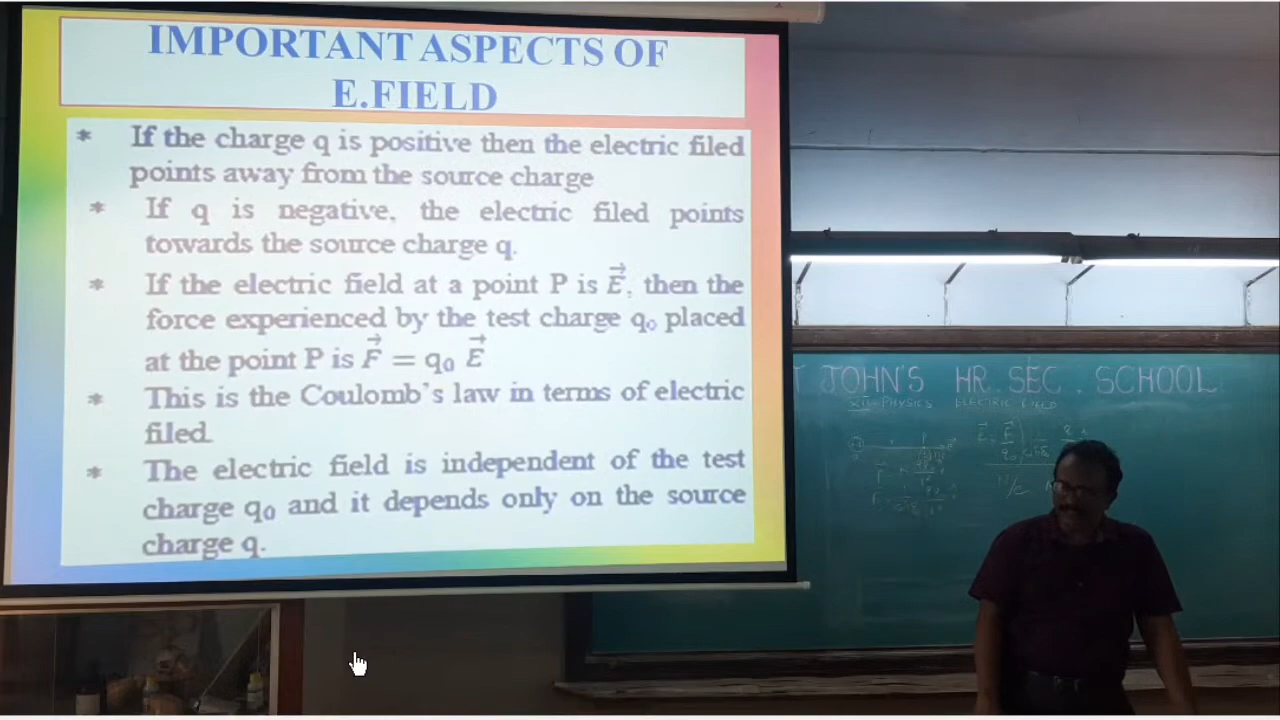 IMPORTANT ASPECTS OF
E.FIELD
* If the charge q is positive then the electric filed
points away from the source charge
* If q is negative, the electric filed points
towards the source charge q.
* If the electric field at a point P is E⃗, then the
force experienced by the test charge q₀ placed
at the point P is F⃗ = q₀ E⃗
* This is the Coulomb's law in terms of electric
filed.
* The electric field is independent of the test
charge q₀ and it depends only on the source
charge q.
JOHN'S HR SEC. SCHOOL
XII-PHYSICS ELECTRIC FIELD